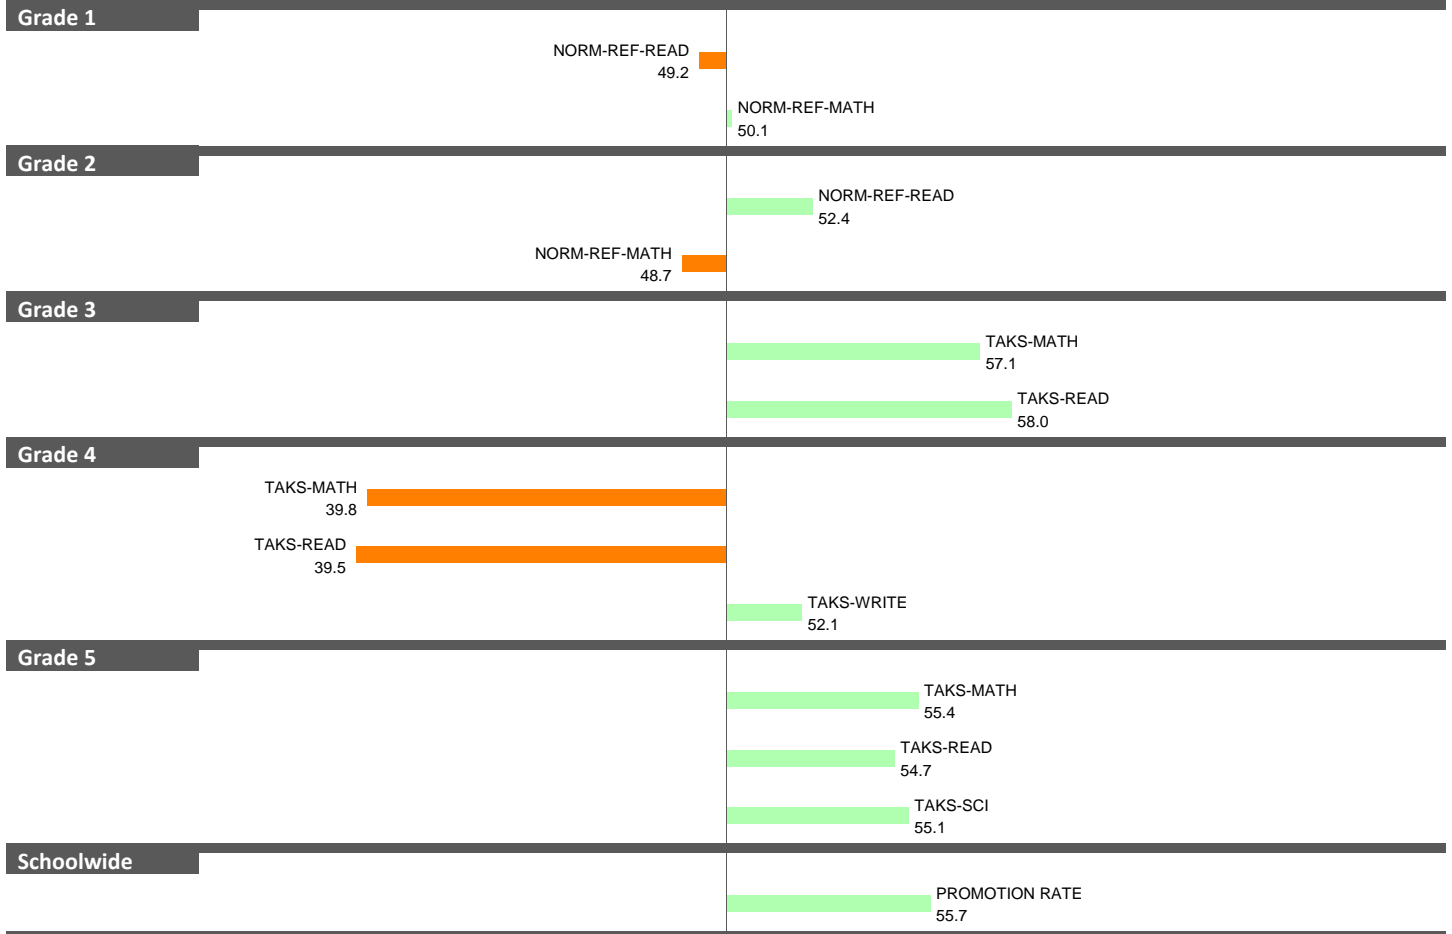 Grade 1
NORM-REF-READ
49.2
NORM-REF-MATH
50.1
Grade 2
NORM-REF-READ
52.4
NORM-REF-MATH
48.7
Grade 3
TAKS-MATH
57.1
TAKS-READ
58.0
Grade 4
TAKS-MATH
39.8
TAKS-READ
39.5
TAKS-WRITE
52.1
Grade 5
TAKS-MATH
55.4
TAKS-READ
54.7
TAKS-SCI
55.1
Schoolwide
PROMOTION RATE
55.7